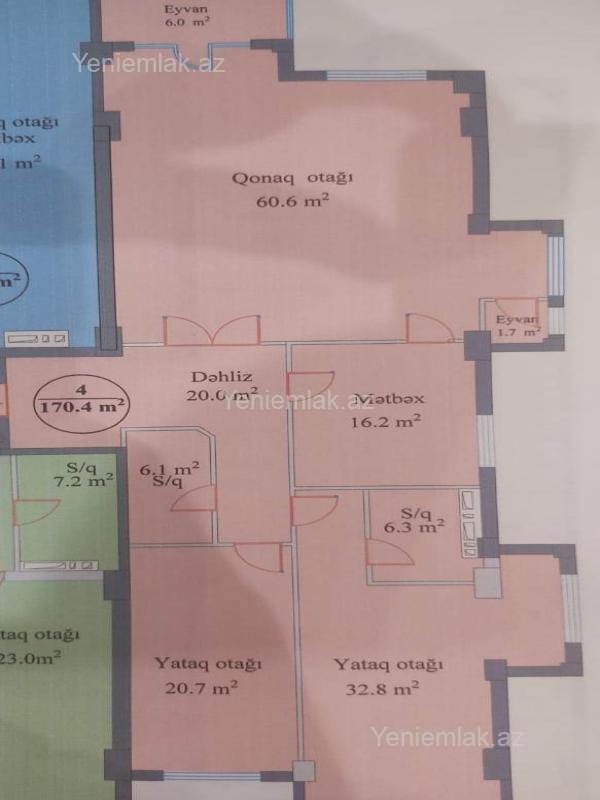 Eyvan
6.0 m²
Yeniemlak.az
q otağı
bəx
1 m²
Qonaq otağı
60.6 m²
m²
Eyvan
1.7 m²
Dəhliz
20.0 m²
4
170.4 m²
Yeniemlak.az
Mətbəx
16.2 m²
S/q
7.2 m²
6.1 m²
S/q
S/q
6.3 m²
taq otağı
23.0m²
Yataq otağı
20.7 m²
Yataq otağı
32.8 m²
Yeniemlak.az